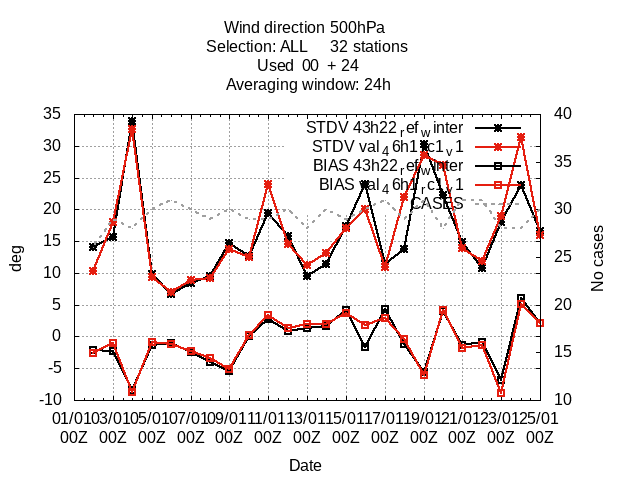 Wind direction 500hPa
Selection: ALL 32 stations
Used 00 + 24
Averaging window: 24h
35
30
25
20
15
10
5
0
-5
-10
40
35
30
25
20
15
10
deg
No cases
STDV 43h22_ref_winter
STDV val_46h1_rc1_v1
BIAS 43h22_ref_winter
BIAS val_46h1_rc1_v1
CASES
01/01 03/01 05/01 07/01 09/01 11/01 13/01 15/01 17/01 19/01 21/01 23/01 25/01
00Z 00Z 00Z 00Z 00Z 00Z 00Z 00Z 00Z 00Z 00Z 00Z 00Z
Date